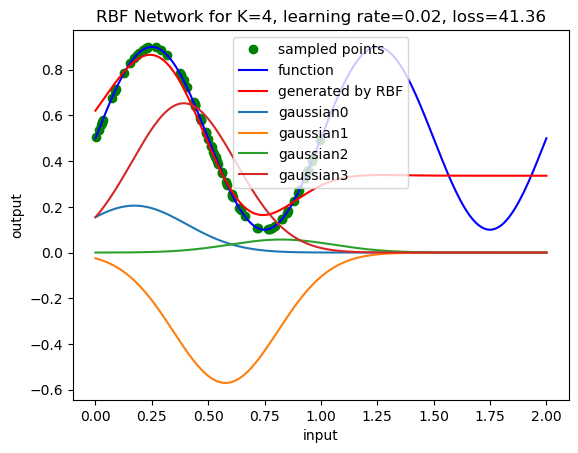 RBF Network for K=4, learning rate=0.02, loss=41.36
sampled points
function
generated by RBF
gaussian0
gaussian1
gaussian2
gaussian3
output
0.8
0.6
0.4
0.2
0.0
−0.2
−0.4
−0.6
0.00 0.25 0.50 0.75 1.00 1.25 1.50 1.75 2.00
input